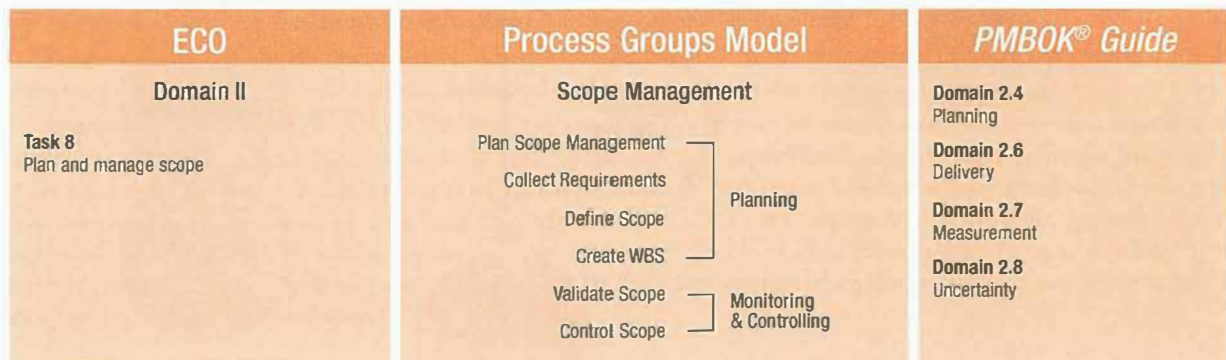 ECO
Domain II
Task 8
Plan and manage scope
Process Groups Model
Scope Management
Plan Scope Management
Collect Requirements
Define Scope
Create WBS
Planning
Validate Scope
Control Scope
Monitoring
& Controlling
PMBOK® Guide
Domain 2.4
Planning
Domain 2.6
Delivery
Domain 2.7
Measurement
Domain 2.8
Uncertainty